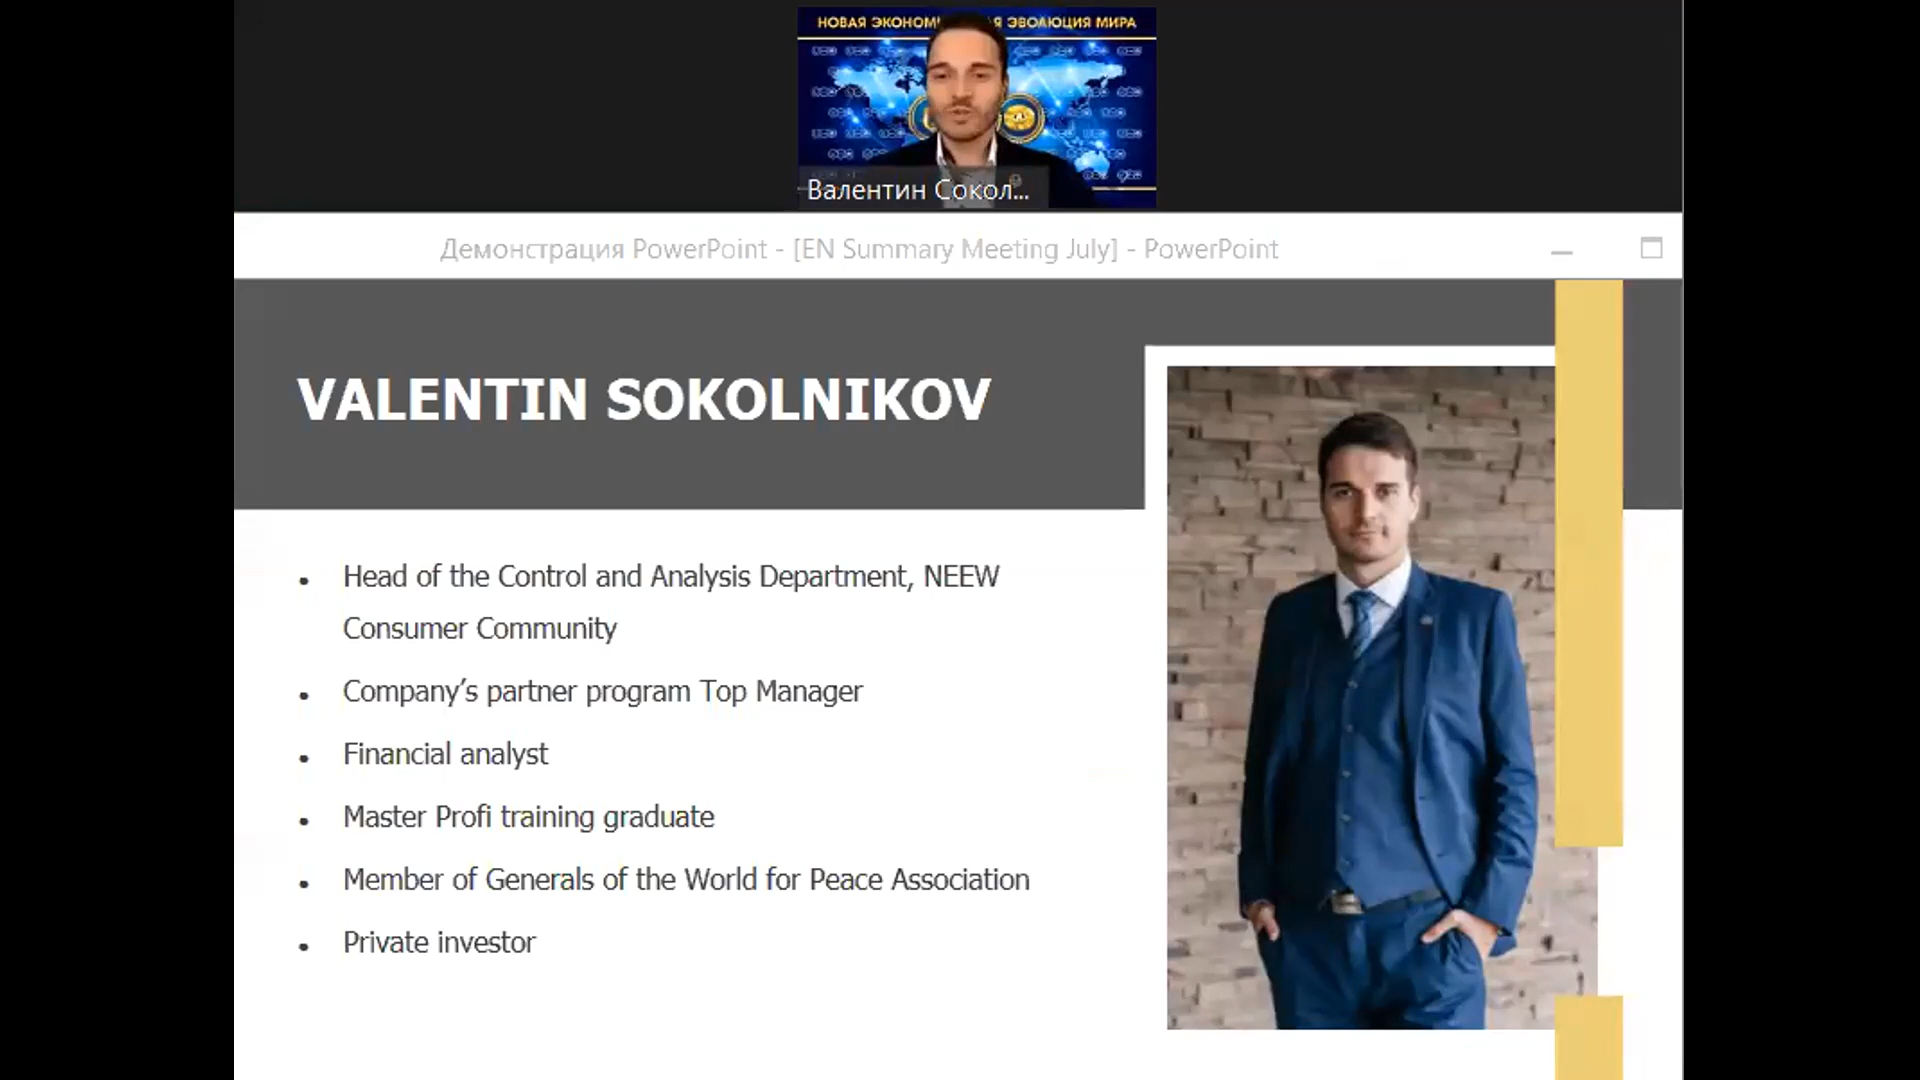 НОВАЯ ЭКОНОМ АЯ ЭВОЛЮЦИЯ МИРА
Валентин Сокол...
Демонстрация PowerPoint - [EN Summary Meeting July] - PowerPoint
VALENTIN SOKOLNIKOV
• Head of the Control and Analysis Department, NEEW
Consumer Community
• Company’s partner program Top Manager
• Financial analyst
• Master Profi training graduate
• Member of Generals of the World for Peace Association
• Private investor